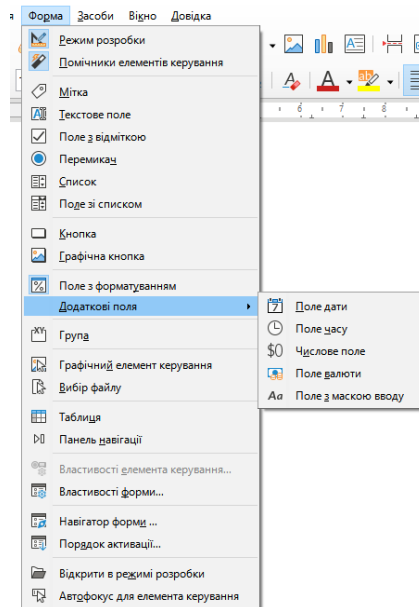 я Форма Засоби Вікно Довідка
Режим розробки
Помічники елементів керування
Мітка
Текстове поле
Поле з відміткою
Перемикач
Список
Поле зі списком
Кнопка
Графічна кнопка
Поле з форматуванням
Додаткові поля
Поле дати
Поле часу
Числове поле
Поле валюти
Поле з маскою вводу
Група
Графічний елемент керування
Вибір файлу
Таблиця
Панель навігації
Властивості елемента керування...
Властивості форми...
Навігатор форми ...
Порядок активації...
Відкрити в режимі розробки
Автофокус для елемента керування
6 7 8